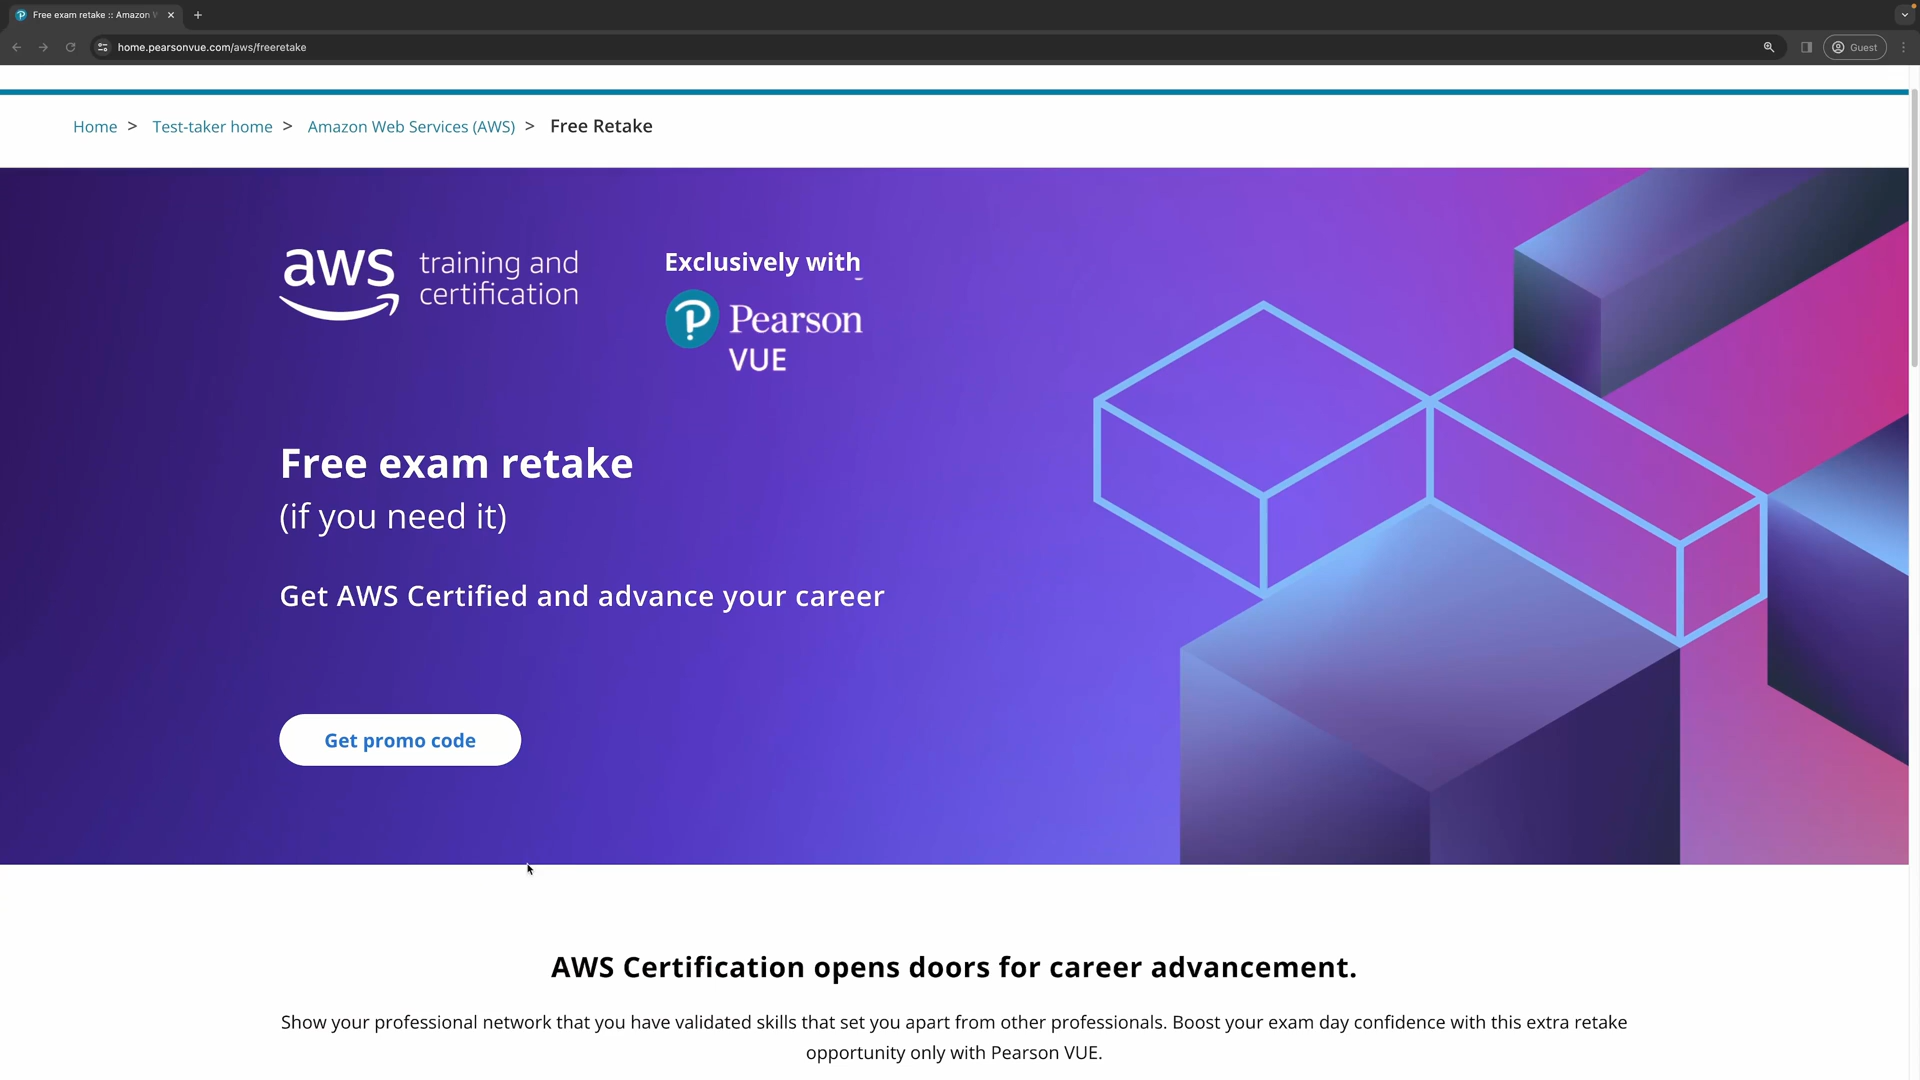 Free exam retake :: Amazon W
home.pearsonvue.com/aws/freeretake
Guest
Home > Test-taker home > Amazon Web Services (AWS) > Free Retake
aws training and certification
Exclusively with
Pearson
VUE
Free exam retake
(if you need it)
Get AWS Certified and advance your career
Get promo code
AWS Certification opens doors for career advancement.
Show your professional network that you have validated skills that set you apart from other professionals. Boost your exam day confidence with this extra retake
opportunity only with Pearson VUE.